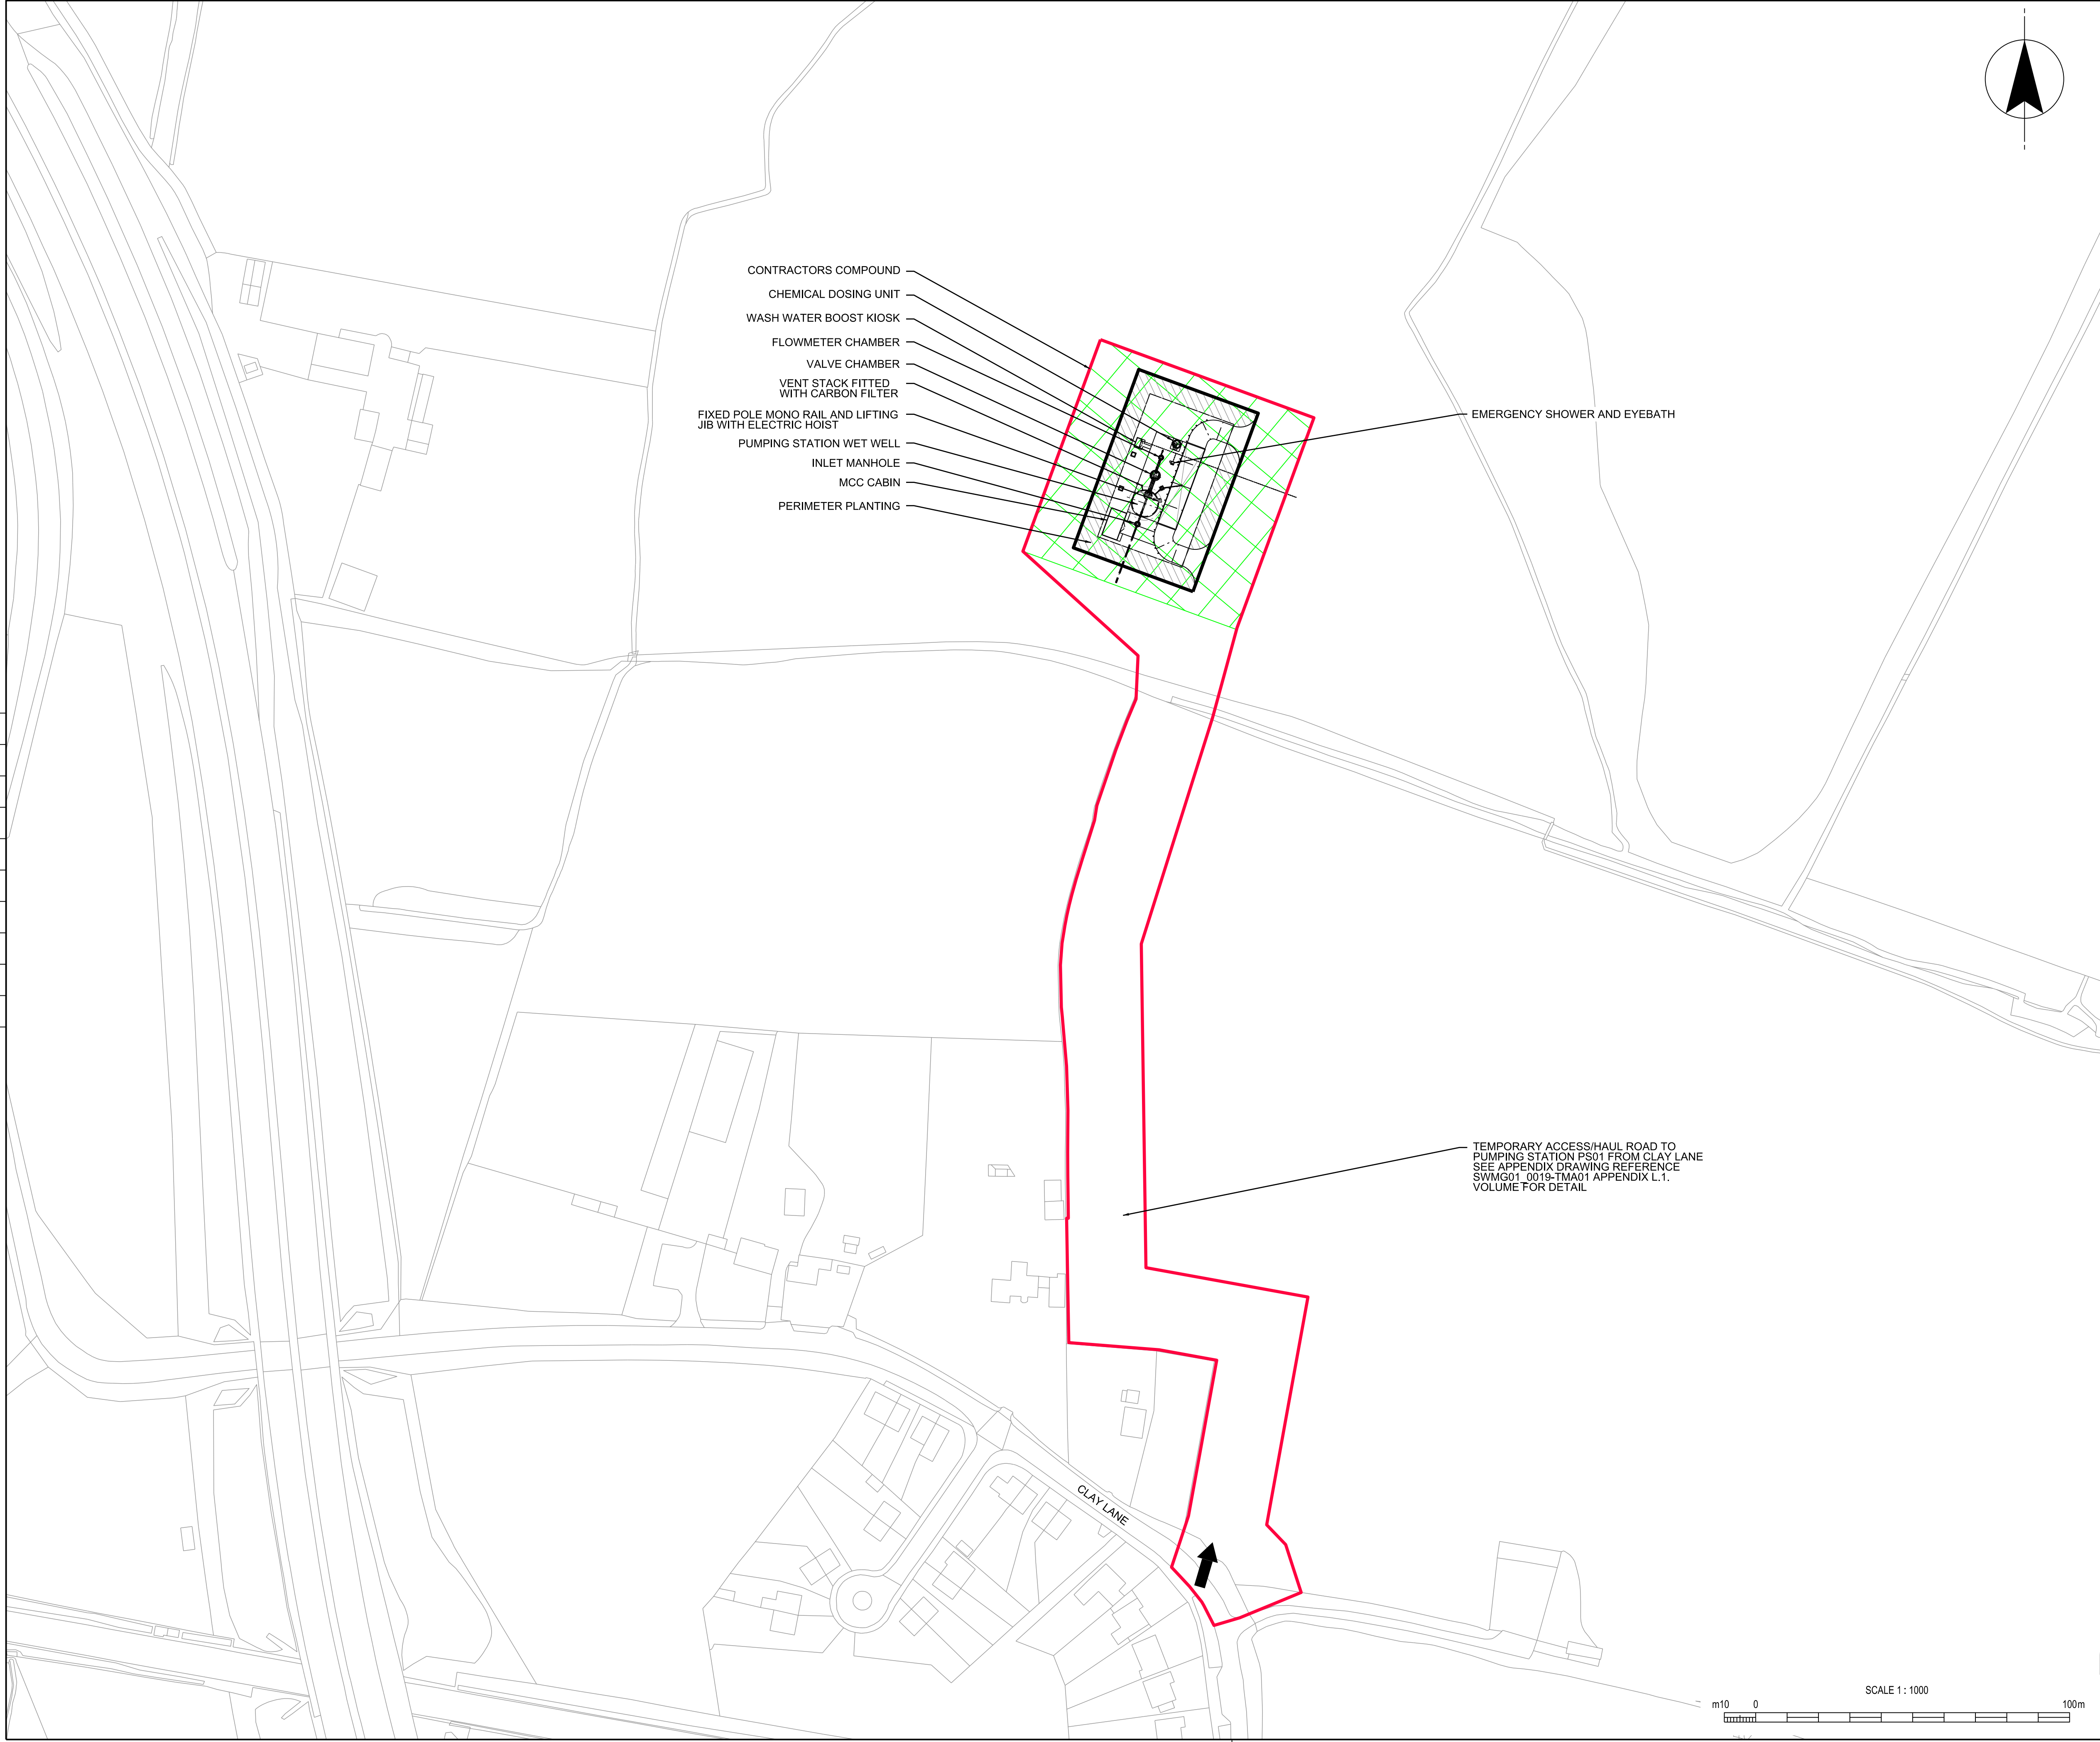 CONTRACTORS COMPOUND
CHEMICAL DOSING UNIT
WASH WATER BOOST KIOSK
FLOWMETER CHAMBER
VALVE CHAMBER
VENT STACK FITTED
WITH CARBON FILTER
FIXED POLE MONO RAIL AND LIFTING
JIB WITH ELECTRIC HOIST
PUMPING STATION WET WELL
INLET MANHOLE
MCC CABIN
PERIMETER PLANTING
EMERGENCY SHOWER AND EYEBATH
TEMPORARY ACCESS/HAUL ROAD TO
PUMPING STATION PS01 FROM CLAY LANE
SEE APPENDIX DRAWING REFERENCE
SWMG01_0019-TMA01 APPENDIX L.1.
VOLUME FOR DETAIL
CLAY LANE
SCALE 1 : 1000
m10 0 100m